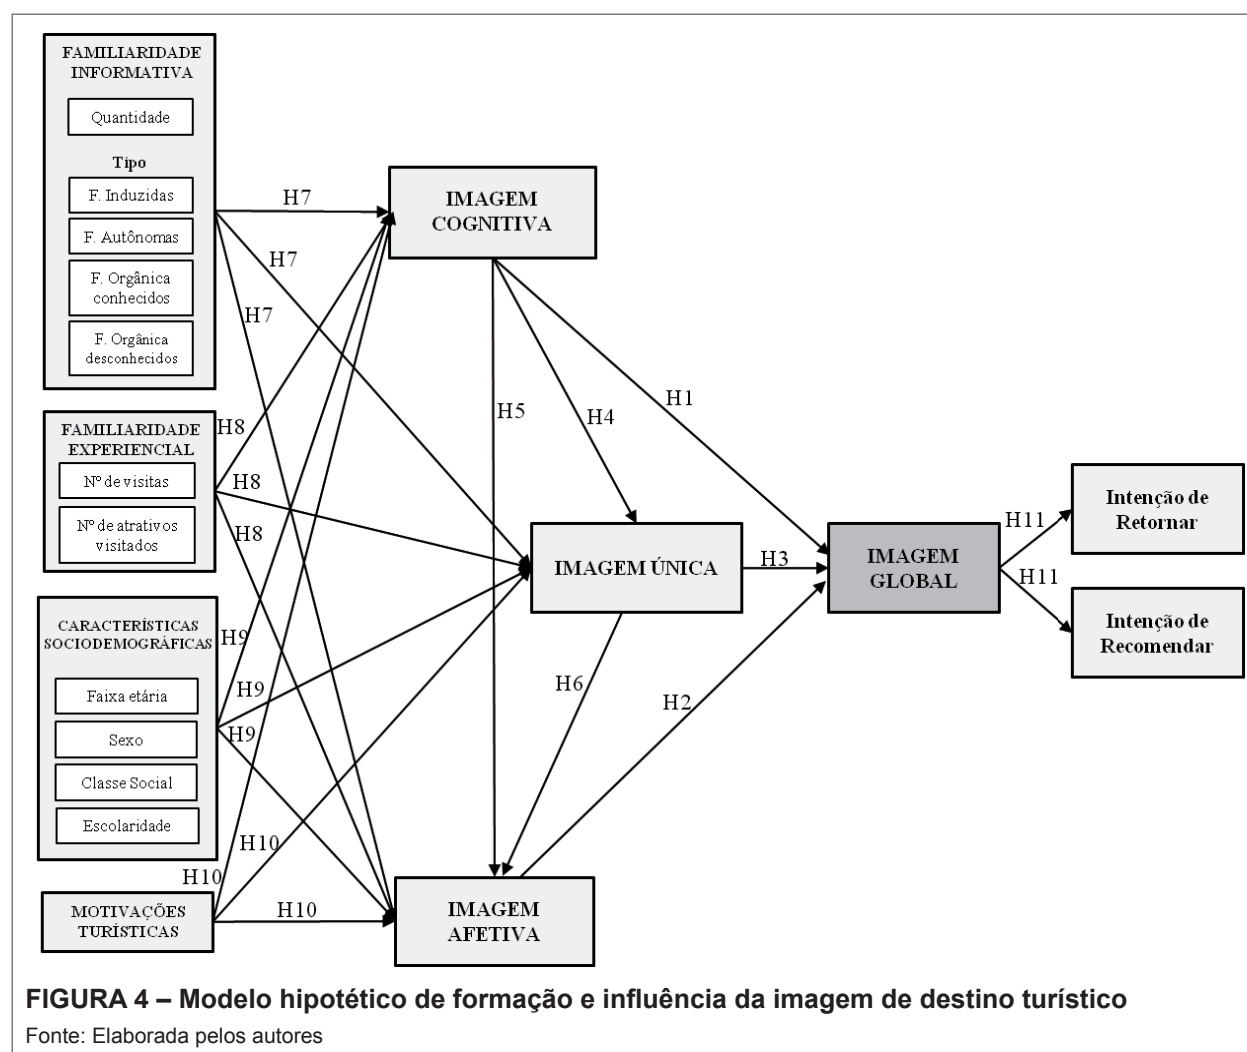 FAMILIARIDADE
INFORMATIVA
Quantidade
Tipo
F. Induzidas
F. Autônomas
F. Orgânica
conhecidos
F. Orgânica
desconhecidos
FAMILIARIDADE
EXPERIENCIAL
Nº de visitas
Nº de atrativos
visitados
CARACTERÍSTICAS
SOCIODEMOGRÁFICAS
Faixa etária
Sexo
Classe Social
Escolaridade
MOTIVAÇÕES
TURÍSTICAS
H7
H7
H7
H8
H8
H8
H9
H9
H9
H10
H10
H10
IMAGEM
COGNITIVA
H5
H4
H1
IMAGEM ÚNICA
H3
H6
H2
IMAGEM
AFETIVA
IMAGEM
GLOBAL
H11
H11
Intenção de
Retornar
Intenção de
Recomendar
FIGURA 4 – Modelo hipotético de formação e influência da imagem de destino turístico
Fonte: Elaborada pelos autores